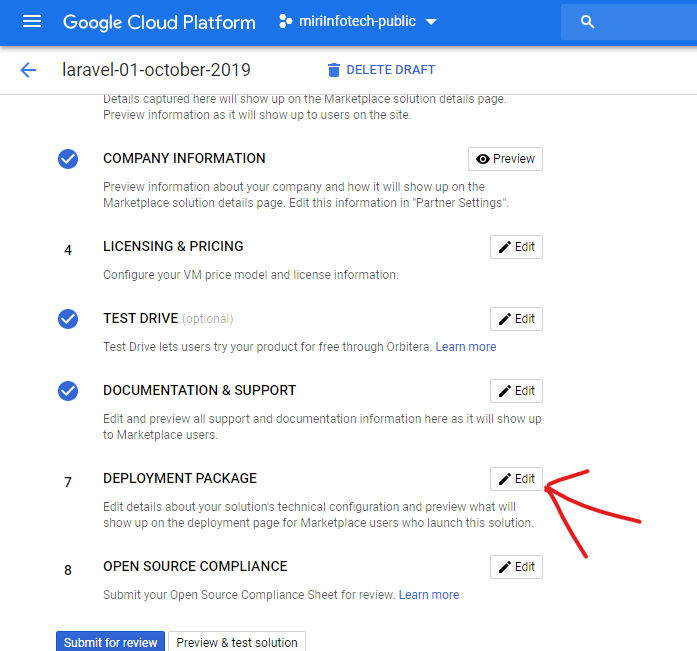 Google Cloud Platform miriInfotech-public
laravel-01-october-2019 DELETE DRAFT
Details captured here will show up on the Marketplace solution details page.
Preview information as it will show up to users on the site.
COMPANY INFORMATION Preview
Preview information about your company and how it will show up on the
Marketplace solution details page. Edit this information in "Partner Settings".
4 LICENSING & PRICING Edit
Configure your VM price model and license information.
TEST DRIVE (optional) Edit
Test Drive lets users try your product for free through Orbitera. Learn more
DOCUMENTATION & SUPPORT Edit
Edit and preview all support and documentation information here as it will show up
to Marketplace users.
7 DEPLOYMENT PACKAGE Edit
Edit details about your solution's technical configuration and preview what will
show up on the deployment page for Marketplace users who launch this solution.
8 OPEN SOURCE COMPLIANCE Edit
Submit your Open Source Compliance Sheet for review. Learn more
Submit for review Preview & test solution